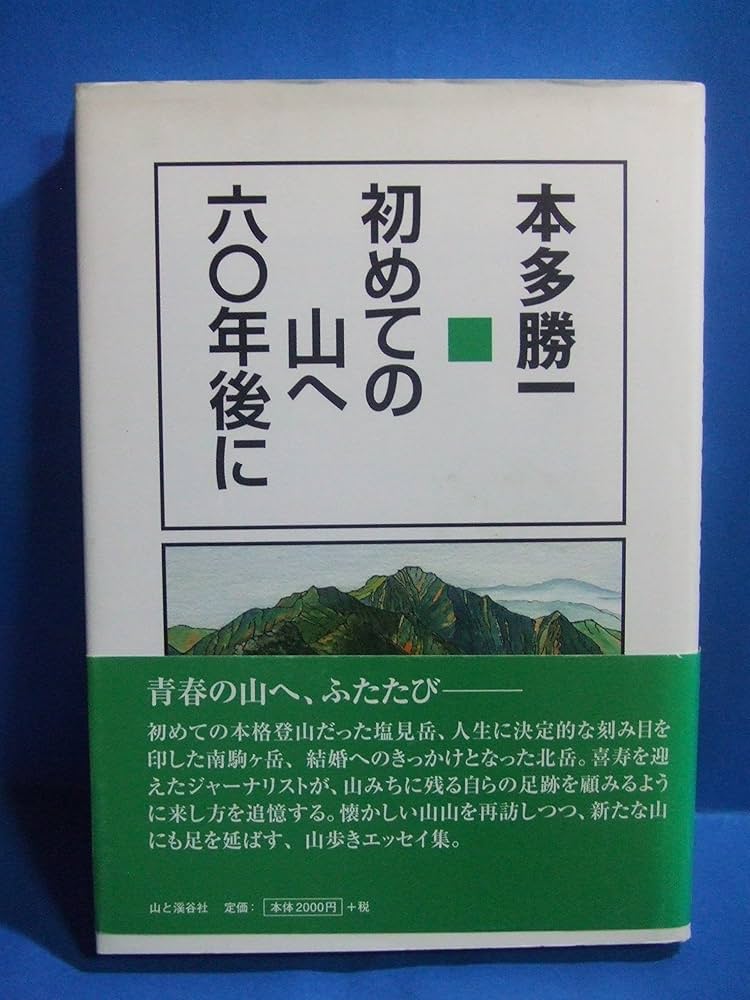 本多勝一
初めての
山へ
六〇年後に
青春の山へ、ふたたび――
初めての本格登山だった塩見岳、人生に決定的な刻み目を
印した南駒ヶ岳、結婚へのきっかけとなった北岳。喜寿を迎
えたジャーナリストが、山みちに残る自らの足跡を顧みるよう
に来し方を追憶する。懐かしい山山を再訪しつつ、新たな山
にも足を延ばす、山歩きエッセイ集。
山と溪谷社 定価：本体2000円+税